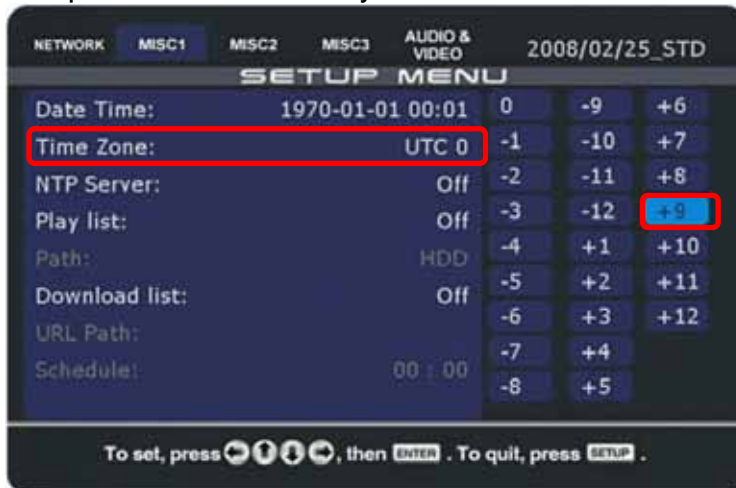 NETWORK MISC1 MISC2 MISC3 AUDIO & VIDEO 2008/02/25_STD
SETUP MENU
Date Time: 1970-01-01 00:01 0 -9 +6
Time Zone: UTC 0 -1 -10 +7
NTP Server: Off -2 -11 +8
Play list: Off -3 -12 +9
Path: HDD -4 +1 +10
Download list: Off -5 +2 +11
URL Path: -6 +3 +12
Schedule: 00 : 00 -7 +4
-8 +5
To set, press , then ENTER . To quit, press SETUP .